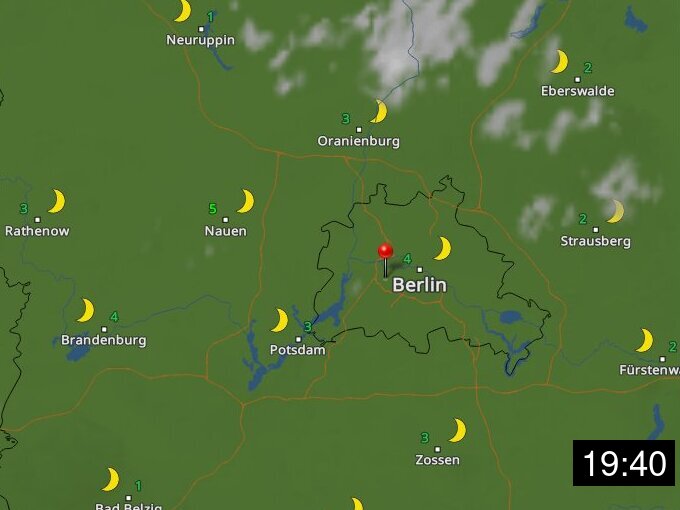 1
Neuruppin
2
Eberswalde
3
Oranienburg
3
Rathenow
5
Nauen
2
Strausberg
4
Berlin
4
Brandenburg
3
Potsdam
2
Fürstenwa
3
Zossen
19:40
1
Bad Belzig